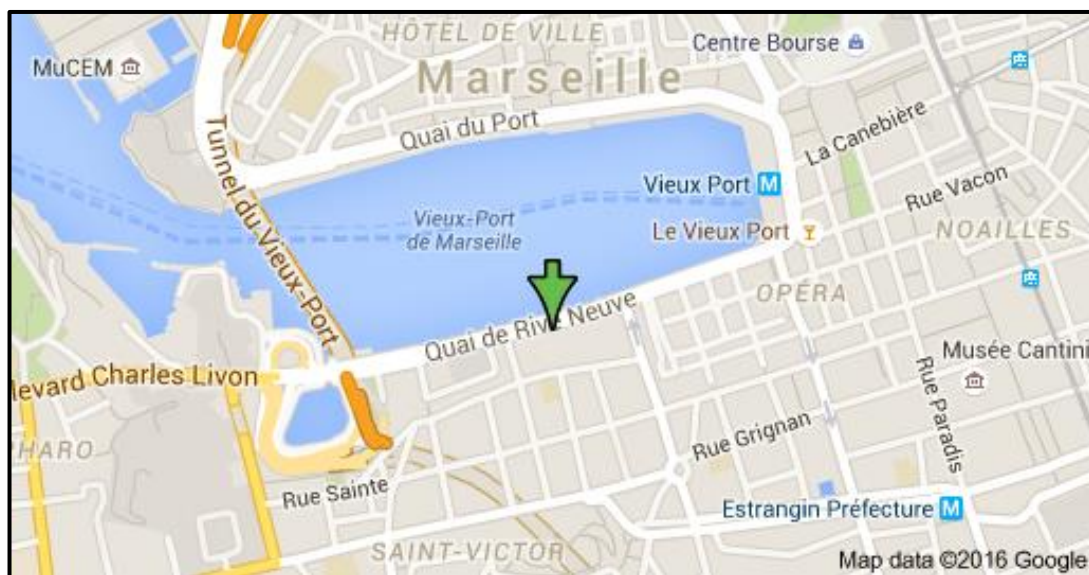 HÔTEL DE VILLE
Centre Bourse
MuCEM
Marseille
Quai du Port
La Canebière
Tunnel du Vieux-Port
Vieux Port
Rue Vacon
Vieux-Port
de Marseille
Le Vieux Port
NOAILLES
OPÉRA
Quai de Rive Neuve
levard Charles Livon
Musée Cantini
Rue Paradis
PHARO
Rue Grignan
Rue Sainte
Estrangin Préfecture
SAINT-VICTOR
Map data ©2016 Google